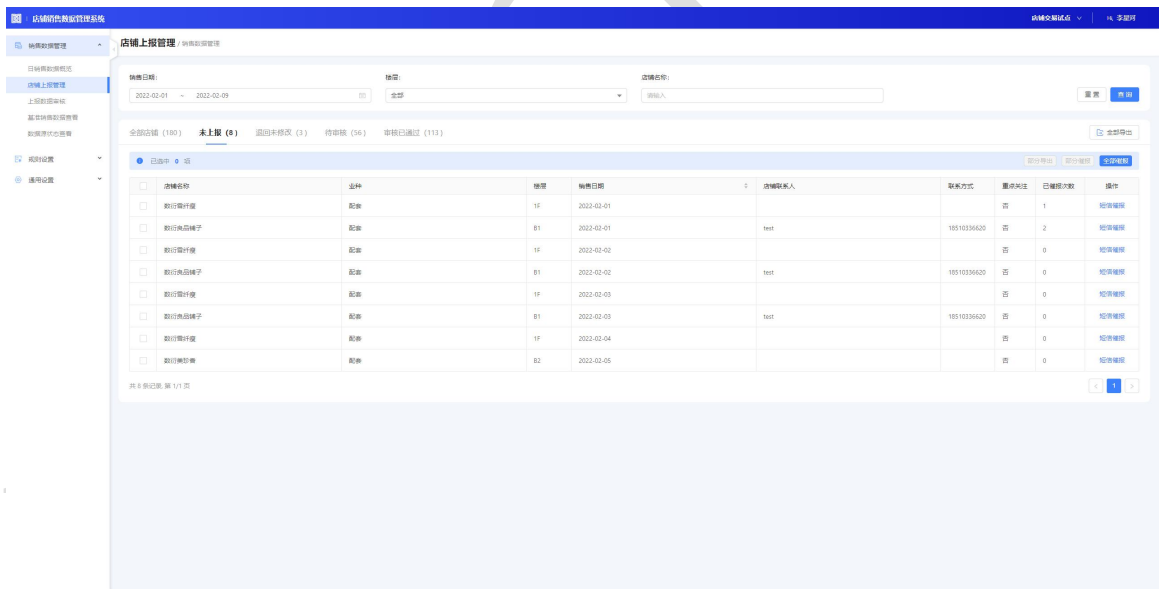 店铺销售数据管理系统 店铺交易试点 Hi, 李星河
销售数据管理
日销售数据概览
店铺上报管理
上报数据审核
基准销售数据查看
数据源状态查看
规则设置
通用设置
店铺上报管理 / 销售数据管理
销售日期: 楼层: 店铺名称:
2022-02-01 ~ 2022-02-09 全部 请输入 重 置 查 询
全部店铺 (180) 未上报 (8) 退回未修改 (3) 待审核 (56) 审核已通过 (113) 全部导出
已选中 0 项 部分导出 部分催报 全部催报
店铺名称 业种 楼层 销售日期 店铺联系人 联系方式 重点关注 已催报次数 操作
数衍雪纤瘦 配套 1F 2022-02-01 否 1 短信催报
数衍良品铺子 配套 B1 2022-02-01 test 18510336620 否 2 短信催报
数衍雪纤瘦 配套 1F 2022-02-02 否 0 短信催报
数衍良品铺子 配套 B1 2022-02-02 test 18510336620 否 0 短信催报
数衍雪纤瘦 配套 1F 2022-02-03 否 0 短信催报
数衍良品铺子 配套 B1 2022-02-03 test 18510336620 否 0 短信催报
数衍雪纤瘦 配套 1F 2022-02-04 否 0 短信催报
数衍美珍香 配套 B2 2022-02-05 否 0 短信催报
共 8 条记录, 第 1/1 页 < 1 >